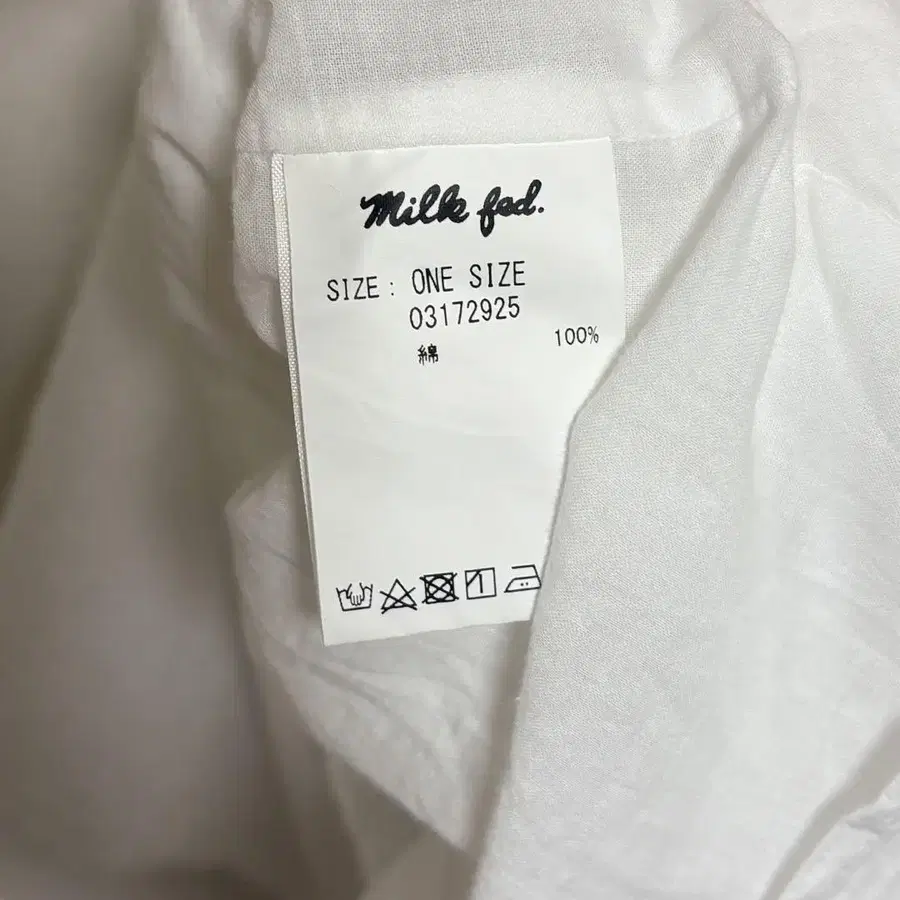 Milk fed.
SIZE : ONE SIZE
03172925
綿 100%